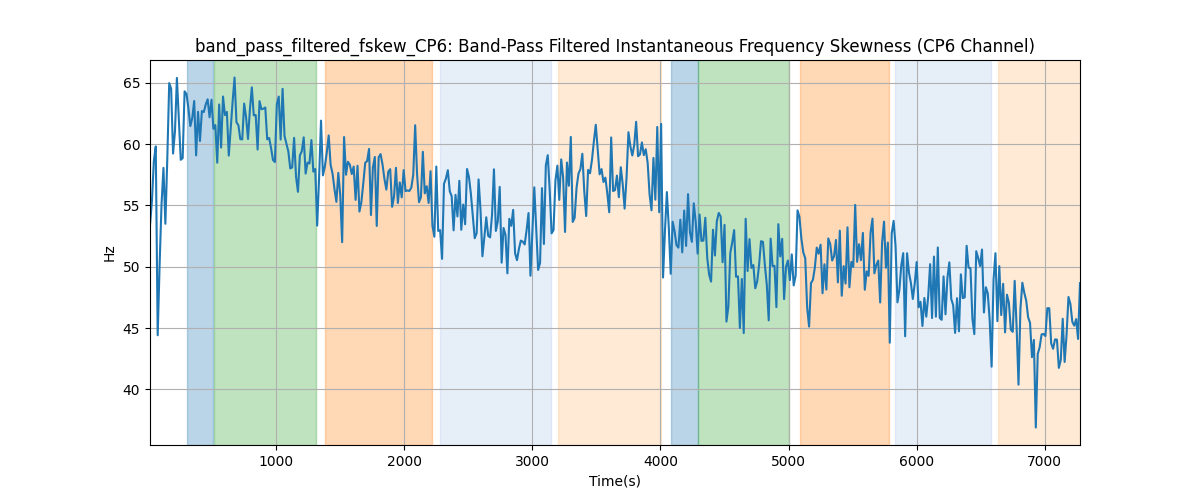 band_pass_filtered_fskew_CP6: Band-Pass Filtered Instantaneous Frequency Skewness (CP6 Channel)
65
60
55
50
45
40
Hz
1000 2000 3000 4000 5000 6000 7000
Time(s)